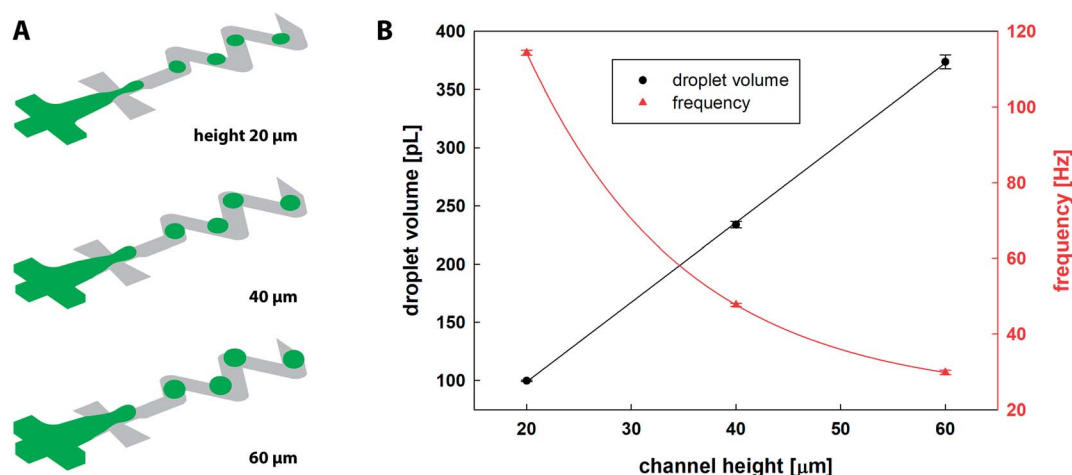 A
height 20 µm
40 µm
60 µm
B
droplet volume [pL]
400
350
300
250
200
150
100
droplet volume
frequency
120
100
80
60
40
20
frequency [Hz]
20 30 40 50 60
channel height [µm]